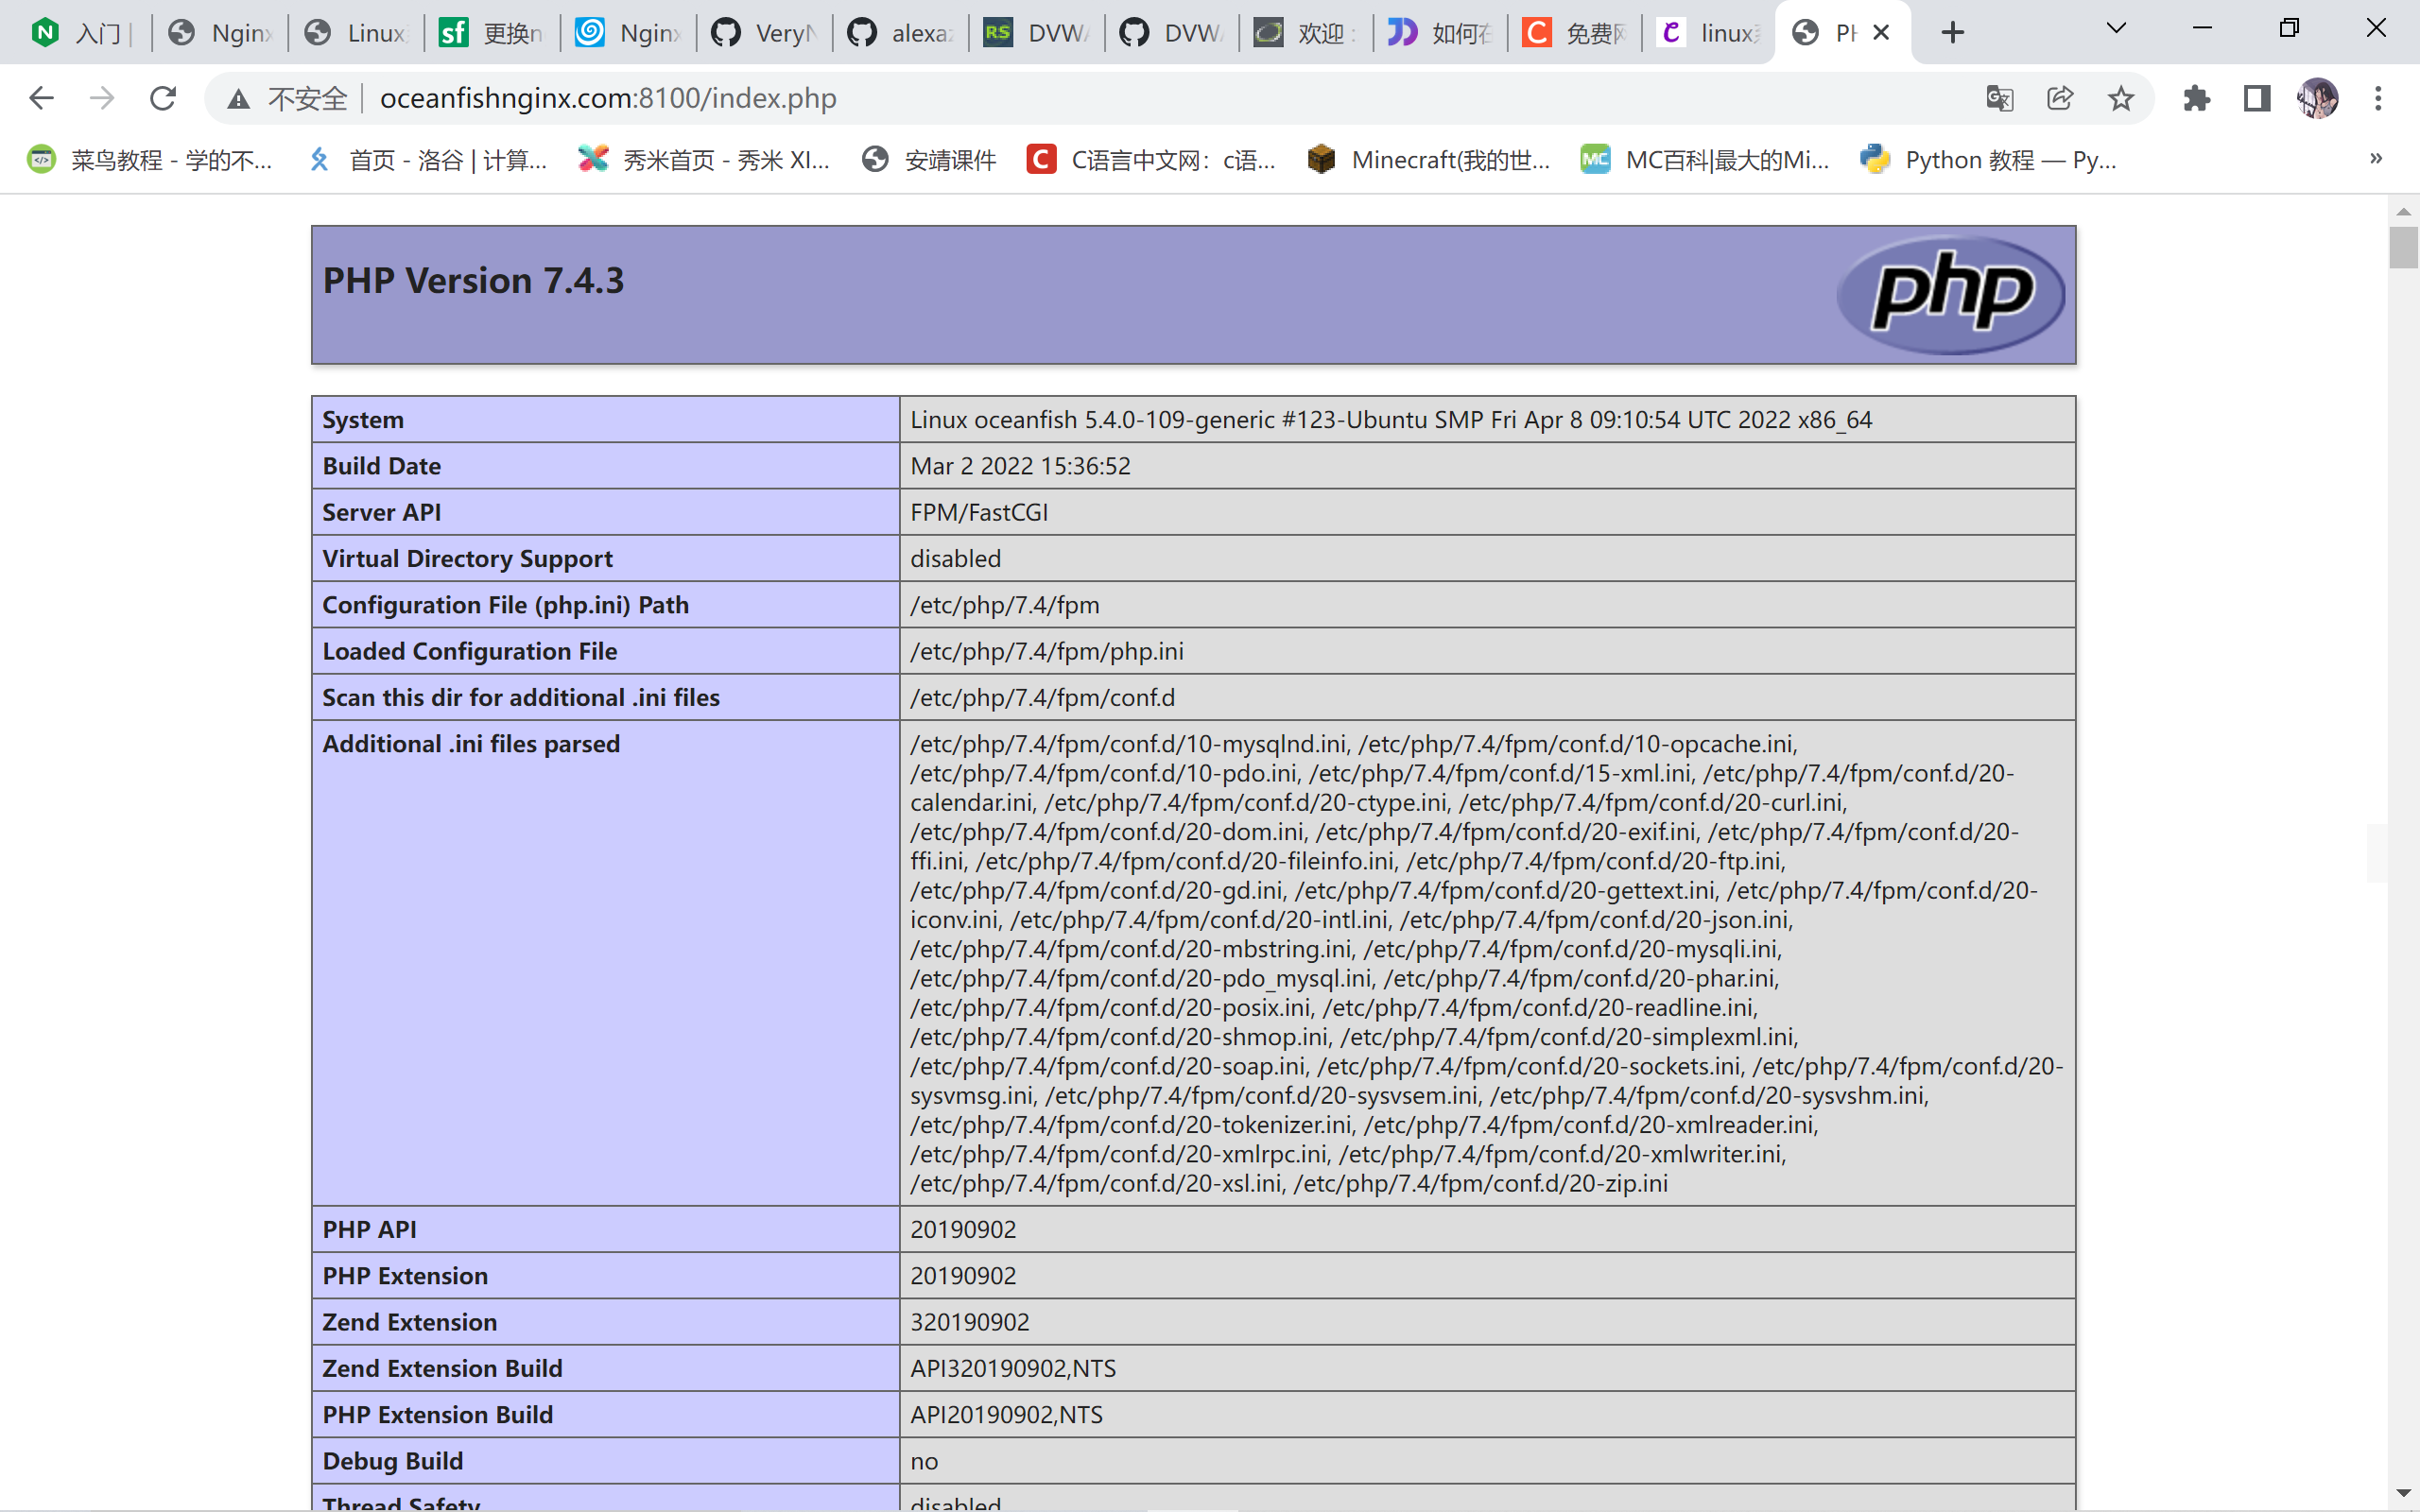 入门
Nginx
Linux
sf 更换n
Nginx
VeryN
alexaz
RS DVWA
DVW
欢迎
如何在
C 免费
linux
PH
不安全 oceanfishnginx.com:8100/index.php
菜鸟教程 - 学的不...
首页 - 洛谷 | 计算...
秀米首页 - 秀米 XI...
安靖课件
C C语言中文网：c语...
Minecraft(我的世...
MC MC百科|最大的Mi...
Python 教程 — Py...
»
PHP Version 7.4.3
php
System Linux oceanfish 5.4.0-109-generic #123-Ubuntu SMP Fri Apr 8 09:10:54 UTC 2022 x86_64
Build Date Mar 2 2022 15:36:52
Server API FPM/FastCGI
Virtual Directory Support disabled
Configuration File (php.ini) Path /etc/php/7.4/fpm
Loaded Configuration File /etc/php/7.4/fpm/php.ini
Scan this dir for additional .ini files /etc/php/7.4/fpm/conf.d
Additional .ini files parsed /etc/php/7.4/fpm/conf.d/10-mysqlnd.ini, /etc/php/7.4/fpm/conf.d/10-opcache.ini,
/etc/php/7.4/fpm/conf.d/10-pdo.ini, /etc/php/7.4/fpm/conf.d/15-xml.ini, /etc/php/7.4/fpm/conf.d/20-
calendar.ini, /etc/php/7.4/fpm/conf.d/20-ctype.ini, /etc/php/7.4/fpm/conf.d/20-curl.ini,
/etc/php/7.4/fpm/conf.d/20-dom.ini, /etc/php/7.4/fpm/conf.d/20-exif.ini, /etc/php/7.4/fpm/conf.d/20-
ffi.ini, /etc/php/7.4/fpm/conf.d/20-fileinfo.ini, /etc/php/7.4/fpm/conf.d/20-ftp.ini,
/etc/php/7.4/fpm/conf.d/20-gd.ini, /etc/php/7.4/fpm/conf.d/20-gettext.ini, /etc/php/7.4/fpm/conf.d/20-
iconv.ini, /etc/php/7.4/fpm/conf.d/20-intl.ini, /etc/php/7.4/fpm/conf.d/20-json.ini,
/etc/php/7.4/fpm/conf.d/20-mbstring.ini, /etc/php/7.4/fpm/conf.d/20-mysqli.ini,
/etc/php/7.4/fpm/conf.d/20-pdo_mysql.ini, /etc/php/7.4/fpm/conf.d/20-phar.ini,
/etc/php/7.4/fpm/conf.d/20-posix.ini, /etc/php/7.4/fpm/conf.d/20-readline.ini,
/etc/php/7.4/fpm/conf.d/20-shmop.ini, /etc/php/7.4/fpm/conf.d/20-simplexml.ini,
/etc/php/7.4/fpm/conf.d/20-soap.ini, /etc/php/7.4/fpm/conf.d/20-sockets.ini, /etc/php/7.4/fpm/conf.d/20-
sysvmsg.ini, /etc/php/7.4/fpm/conf.d/20-sysvsem.ini, /etc/php/7.4/fpm/conf.d/20-sysvshm.ini,
/etc/php/7.4/fpm/conf.d/20-tokenizer.ini, /etc/php/7.4/fpm/conf.d/20-xmlreader.ini,
/etc/php/7.4/fpm/conf.d/20-xmlrpc.ini, /etc/php/7.4/fpm/conf.d/20-xmlwriter.ini,
/etc/php/7.4/fpm/conf.d/20-xsl.ini, /etc/php/7.4/fpm/conf.d/20-zip.ini
PHP API 20190902
PHP Extension 20190902
Zend Extension 320190902
Zend Extension Build API320190902,NTS
PHP Extension Build API20190902,NTS
Debug Build no
Thread Safety disabled